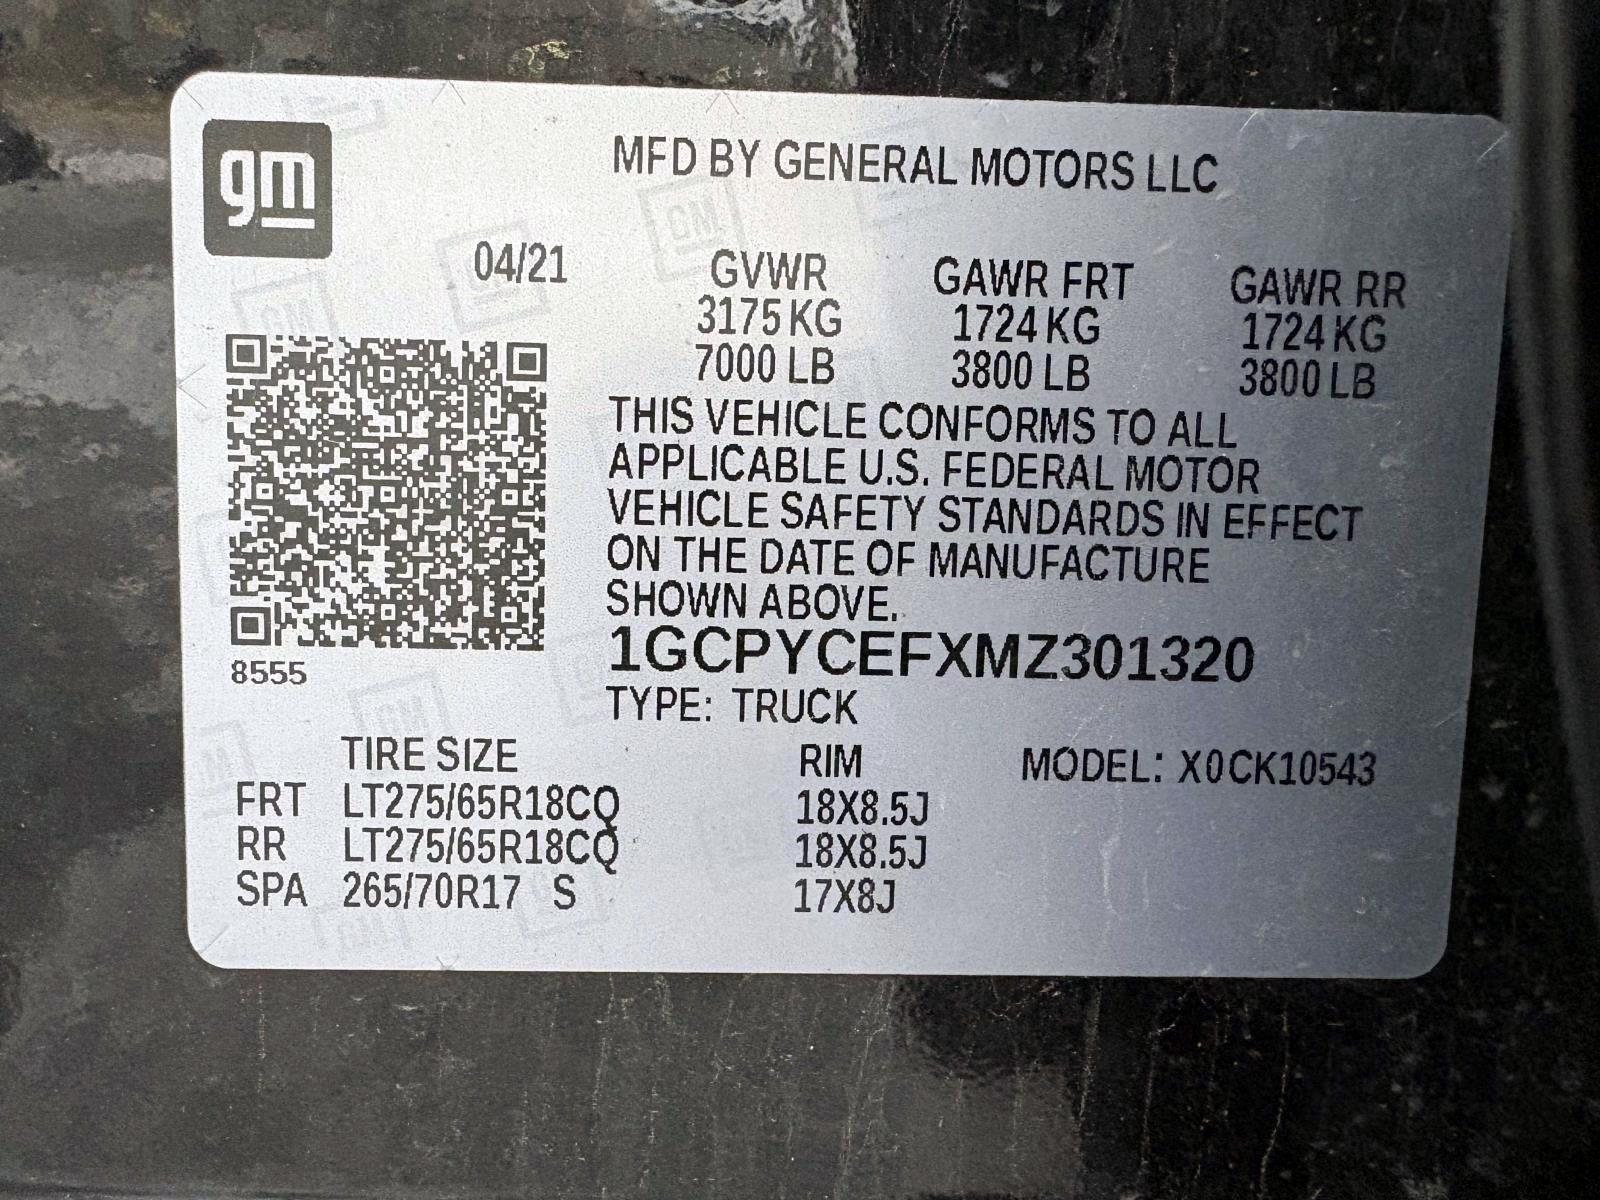 gm
MFD BY GENERAL MOTORS LLC
04/21 GVWR GAWR FRT GAWR RR
3175 KG 1724 KG 1724 KG
7000 LB 3800 LB 3800 LB
THIS VEHICLE CONFORMS TO ALL
APPLICABLE U.S. FEDERAL MOTOR
VEHICLE SAFETY STANDARDS IN EFFECT
ON THE DATE OF MANUFACTURE
SHOWN ABOVE.
1GCPYCEFXMZ301320
8555
TYPE: TRUCK
TIRE SIZE RIM MODEL: X0CK10543
FRT LT275/65R18CQ 18X8.5J
RR LT275/65R18CQ 18X8.5J
SPA 265/70R17 S 17X8J